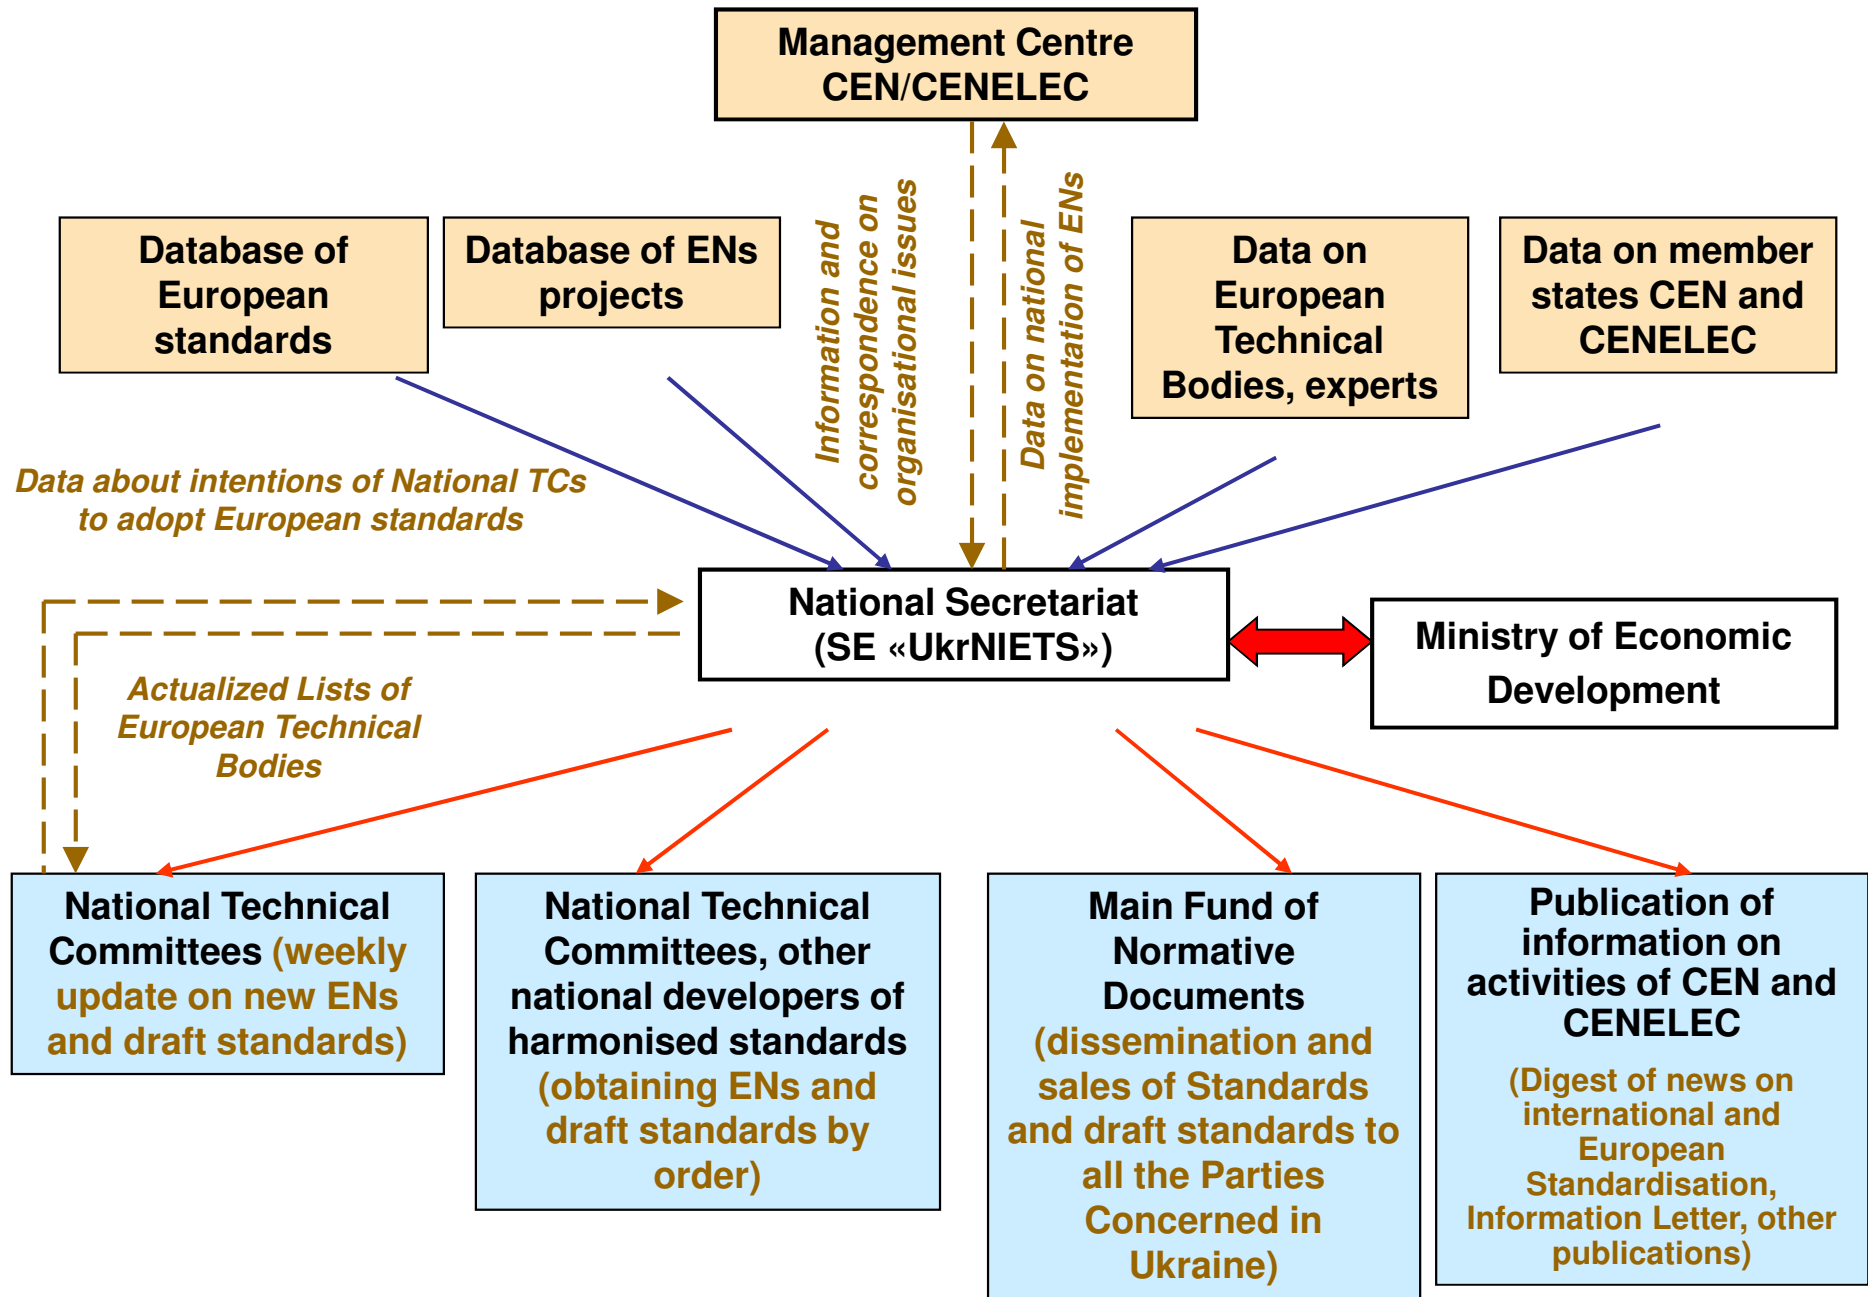 Management Centre
CEN/CENELEC
Database of
European
standards
Database of ENs
projects
Information and
correspondence on
organisational issues
Data on national
implementation of ENs
Data on
European
Technical
Bodies, experts
Data on member
states CEN and
CENELEC
Data about intentions of National TCs
to adopt European standards
National Secretariat
(SE «UkrNIETS»)
Ministry of Economic
Development
Actualized Lists of
European Technical
Bodies
National Technical
Committees (weekly
update on new ENs
and draft standards)
National Technical
Committees, other
national developers of
harmonised standards
(obtaining ENs and
draft standards by
order)
Main Fund of
Normative
Documents
(dissemination and
sales of Standards
and draft standards to
all the Parties
Concerned in
Ukraine)
Publication of
information on
activities of CEN and
CENELEC
(Digest of news on
international and
European
Standardisation,
Information Letter, other
publications)